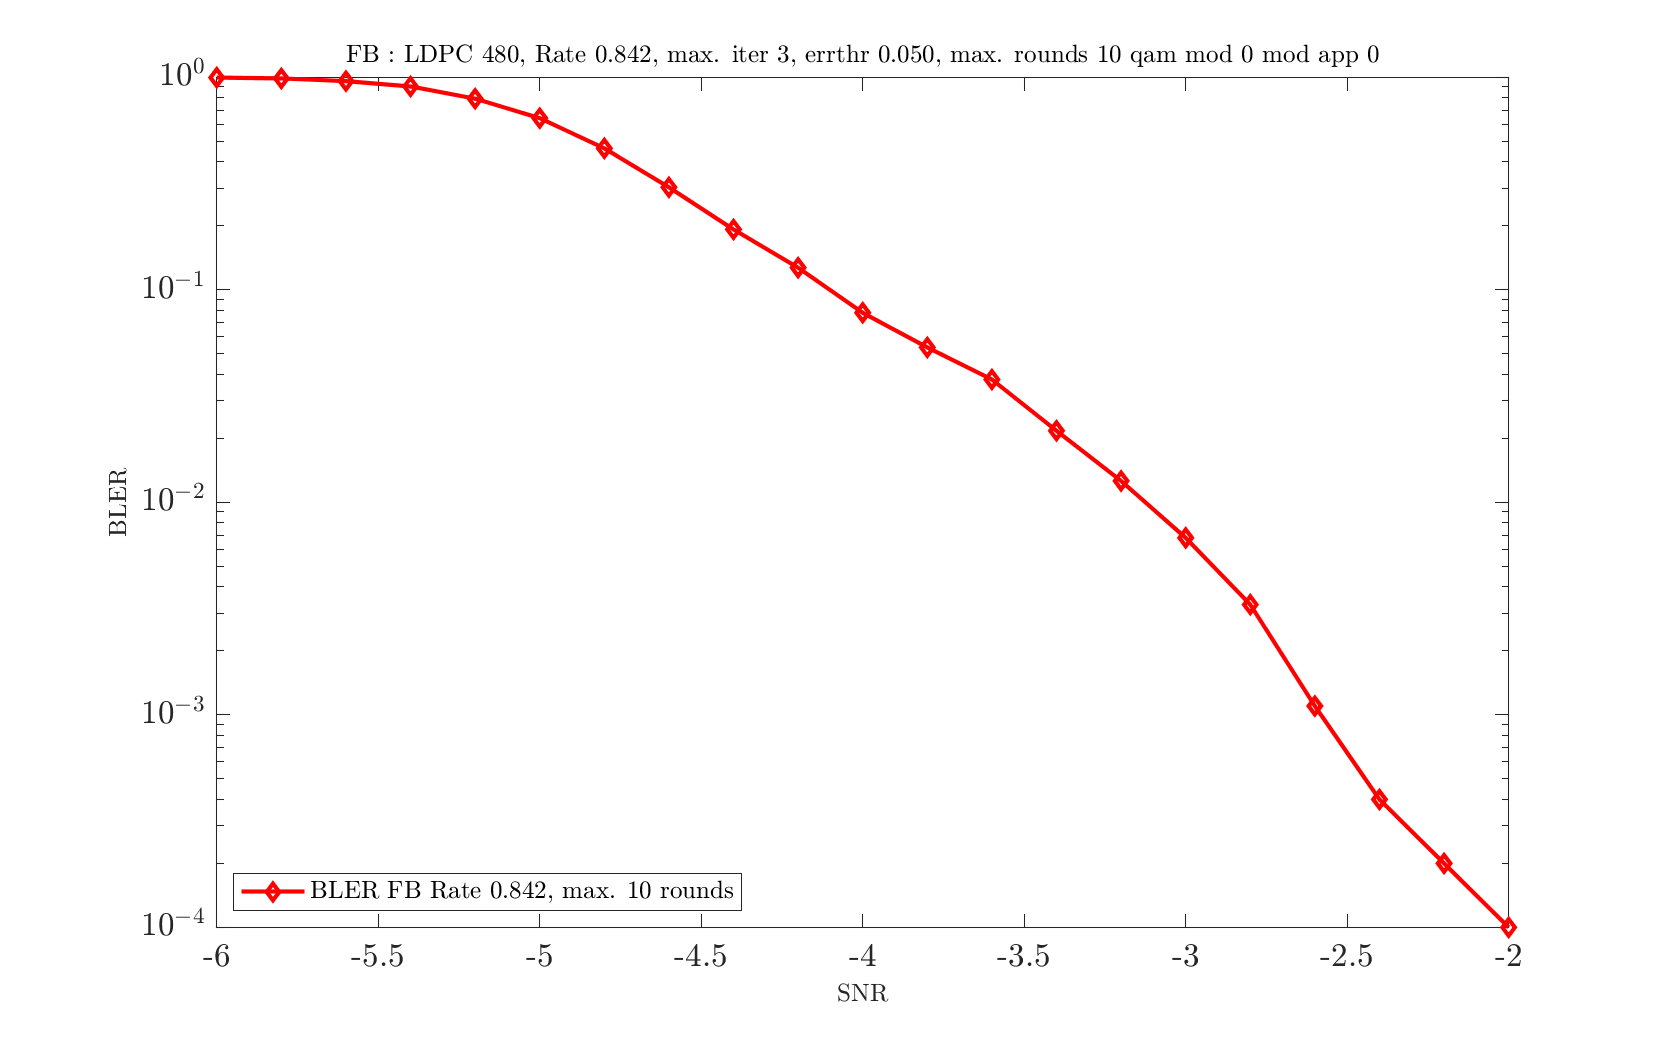 FB : LDPC 480, Rate 0.842, max. iter 3, errthr 0.050, max. rounds 10 qam mod 0 mod app 0
10^0
10^-1
10^-2
10^-3
10^-4
BLER
BLER FB Rate 0.842, max. 10 rounds
-6 -5.5 -5 -4.5 -4 -3.5 -3 -2.5 -2
SNR